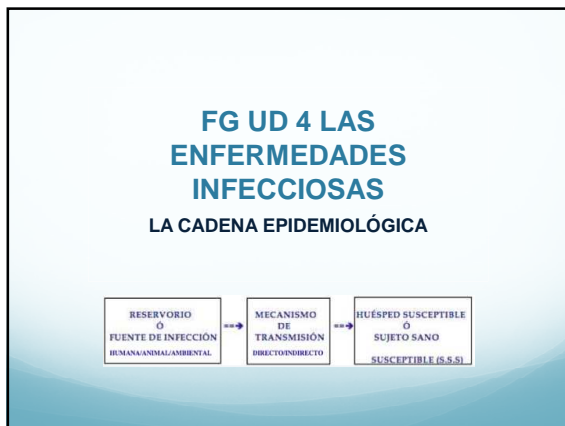 FG UD 4 LAS
ENFERMEDADES
INFECCIOSAS
LA CADENA EPIDEMIOLÓGICA
RESERVORIO
Ó
FUENTE DE INFECCIÓN
HUMANA/ANIMAL/AMBIENTAL
==➔
MECANISMO
DE
TRANSMISIÓN
DIRECTO/INDIRECTO
==➔
HUÉSPED SUSCEPTIBLE
Ó
SUJETO SANO
SUSCEPTIBLE (S.S.S)